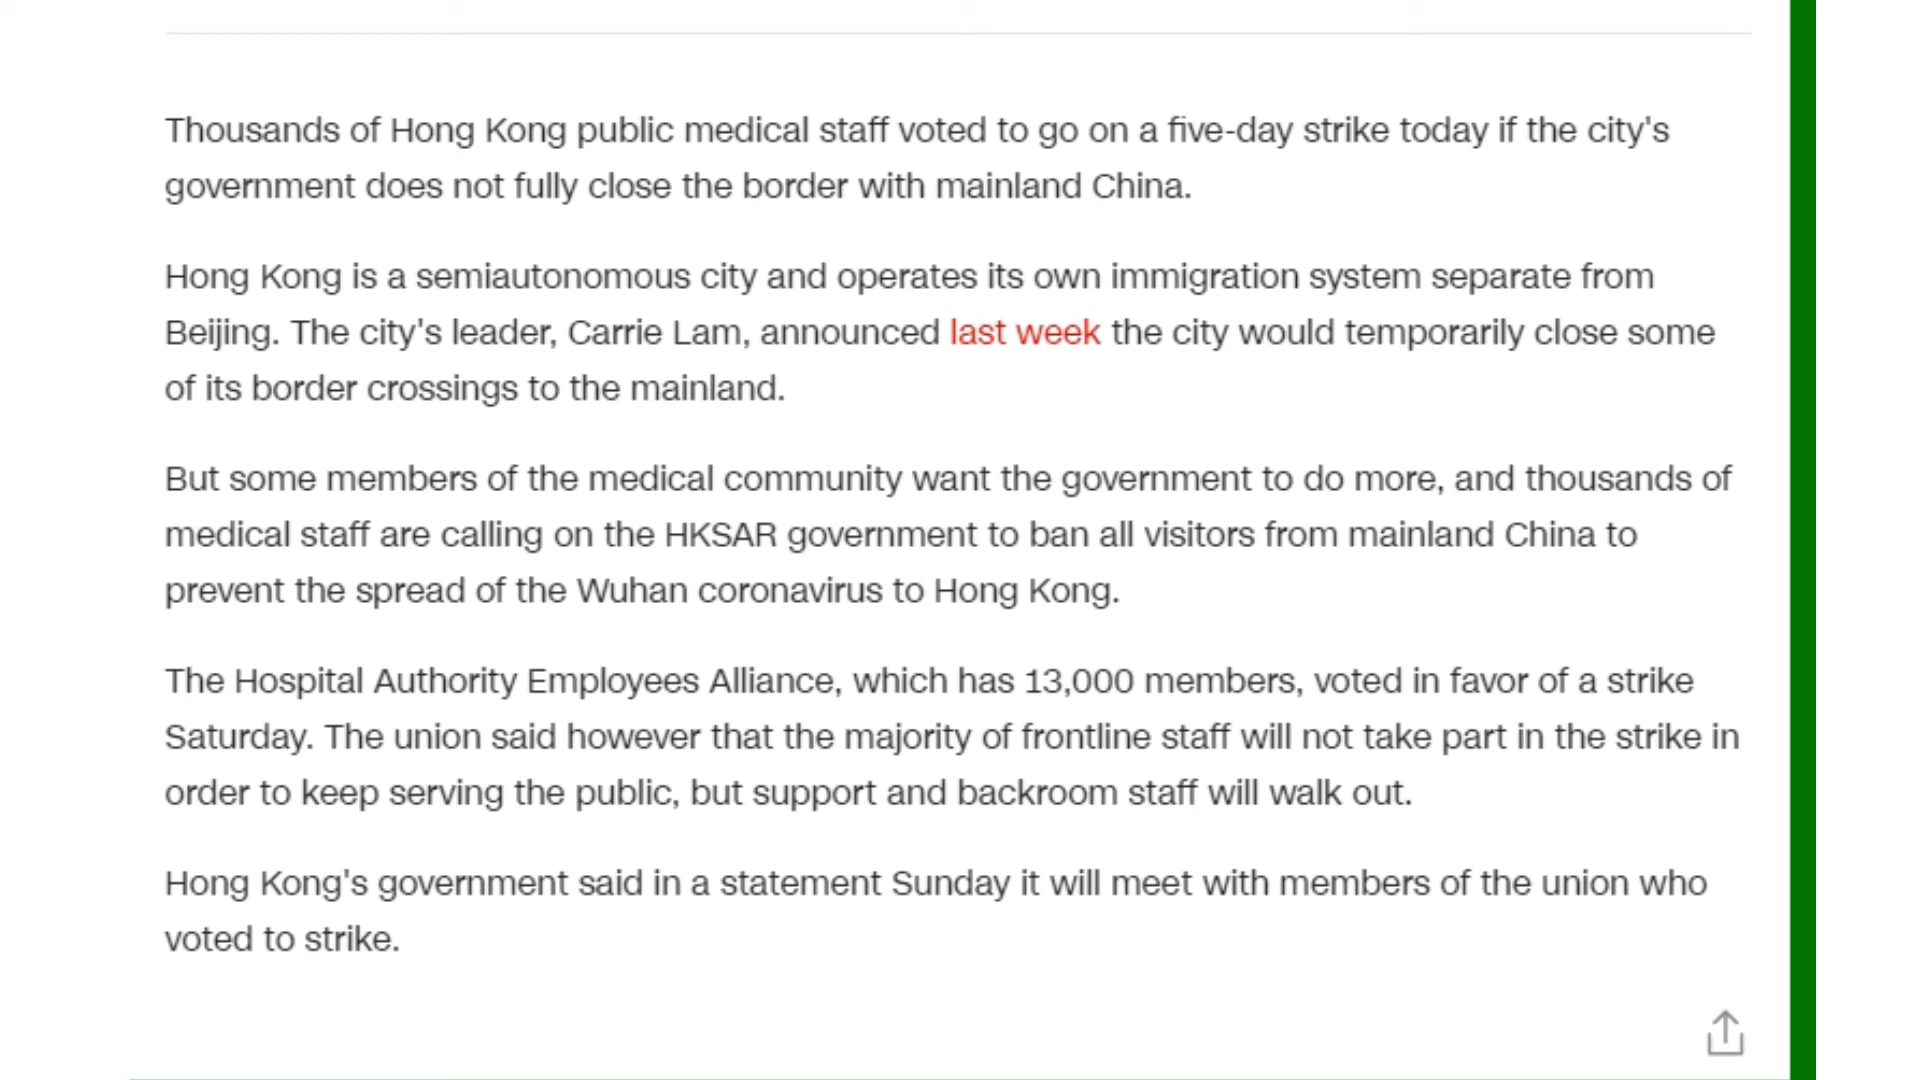 Thousands of Hong Kong public medical staff voted to go on a five-day strike today if the city's
government does not fully close the border with mainland China.
Hong Kong is a semiautonomous city and operates its own immigration system separate from
Beijing. The city's leader, Carrie Lam, announced last week the city would temporarily close some
of its border crossings to the mainland.
But some members of the medical community want the government to do more, and thousands of
medical staff are calling on the HKSAR government to ban all visitors from mainland China to
prevent the spread of the Wuhan coronavirus to Hong Kong.
The Hospital Authority Employees Alliance, which has 13,000 members, voted in favor of a strike
Saturday. The union said however that the majority of frontline staff will not take part in the strike in
order to keep serving the public, but support and backroom staff will walk out.
Hong Kong's government said in a statement Sunday it will meet with members of the union who
voted to strike.